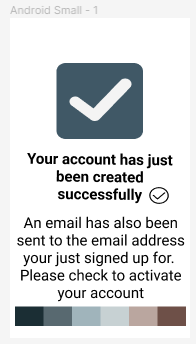 Android Small - 1
Your account has just
been created
successfully
An email has also been
sent to the email address
your just signed up for.
Please check to activate
your account